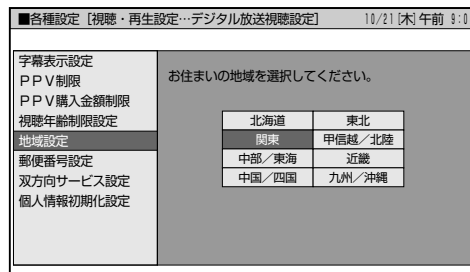 ■各種設定［視聴・再生設定…デジタル放送視聴設定］ 10/21[木]午前 9:0
字幕表示設定
ＰＰＶ制限
ＰＰＶ購入金額制限
視聴年齢制限設定
地域設定
郵便番号設定
双方向サービス設定
個人情報初期化設定
お住まいの地域を選択してください。
北海道 東北
関東 甲信越／北陸
中部／東海 近畿
中国／四国 九州／沖縄